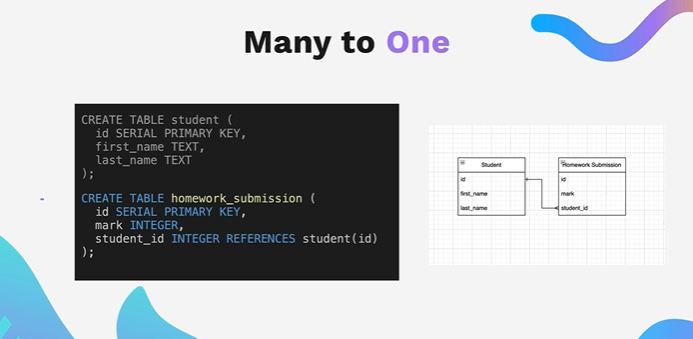 Many to One
CREATE TABLE student (
  id SERIAL PRIMARY KEY,
  first_name TEXT,
  last_name TEXT
);
CREATE TABLE homework_submission (
  id SERIAL PRIMARY KEY,
  mark INTEGER,
  student_id INTEGER REFERENCES student(id)
);
Student
id
first_name
last_name
Homework Submission
id
mark
student_id